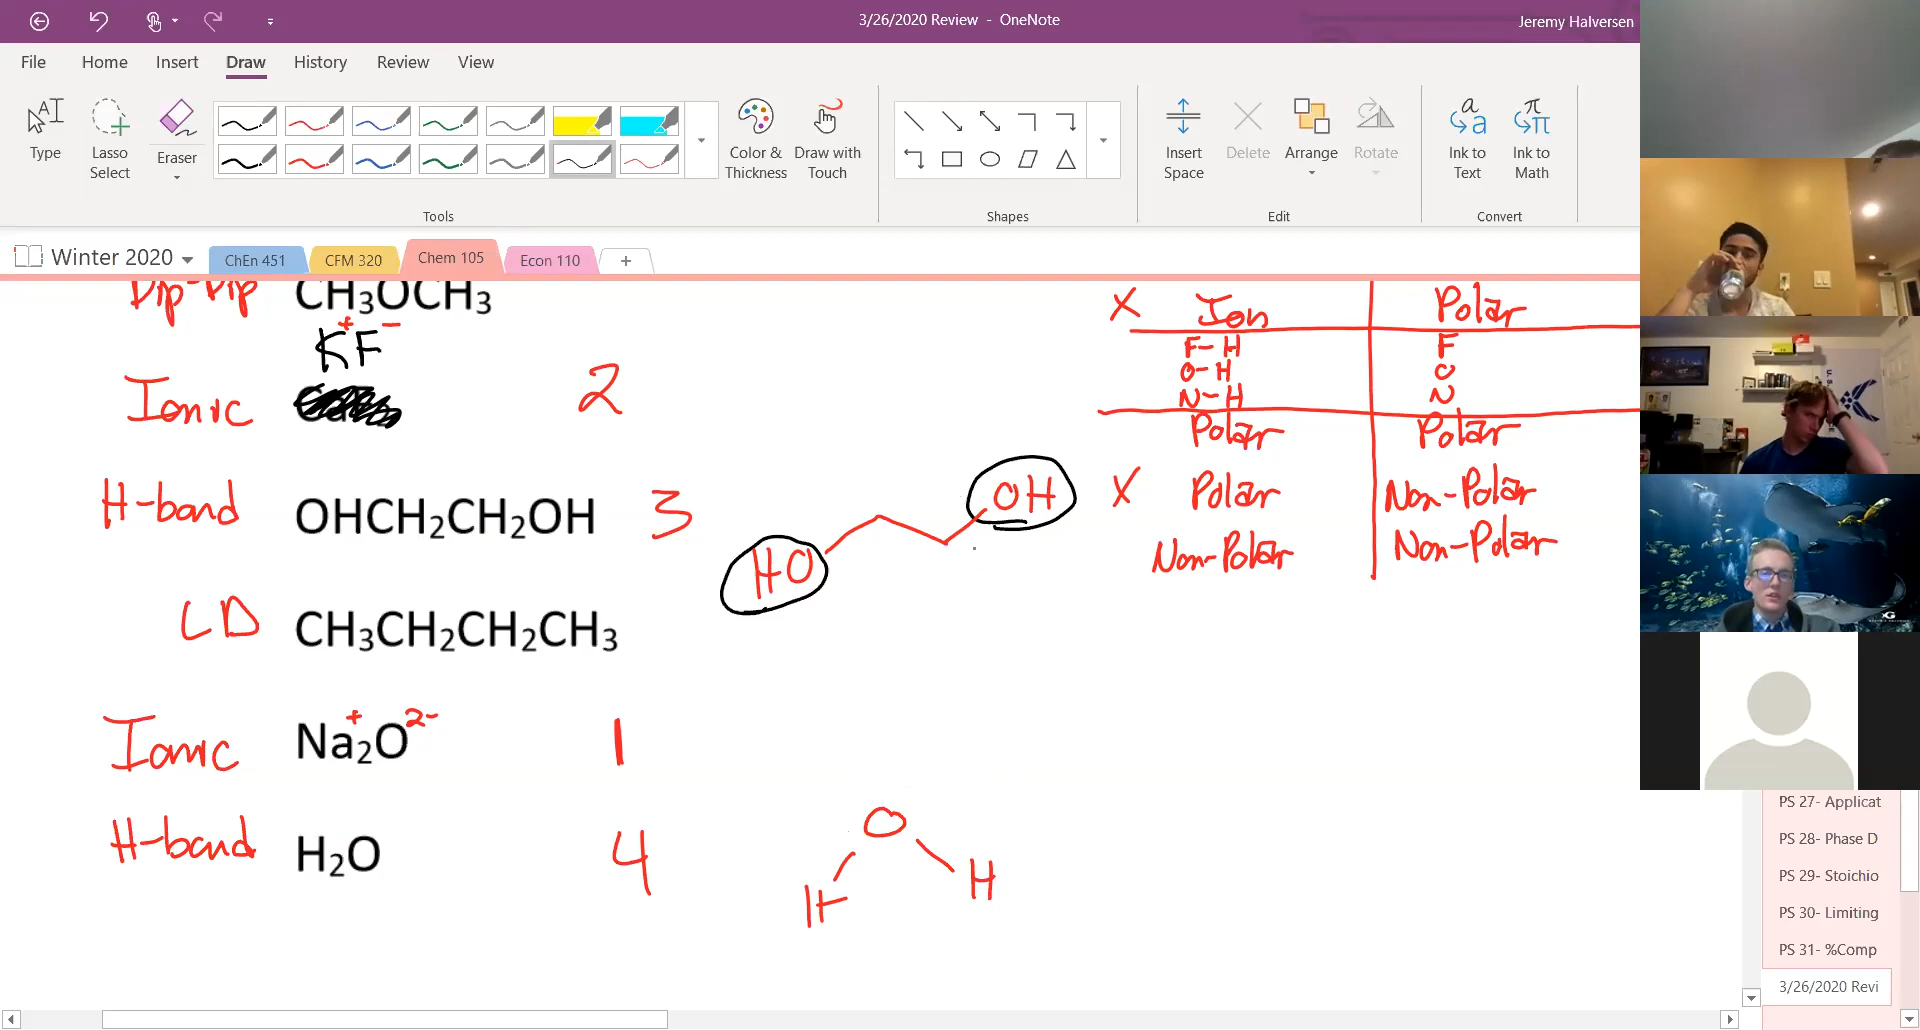 3/26/2020 Review - OneNote
Jeremy Halversen
File Home Insert Draw History Review View
Type
Lasso Select
Eraser
Color & Thickness
Draw with Touch
Insert Space
Delete
Arrange
Rotate
Ink to Text
Ink to Math
Tools
Shapes
Edit
Convert
Winter 2020
ChEn 451
CFM 320
Chem 105
Econ 110
Dip-Dip CH₃OCH₃
K⁺F⁻
Ionic 2
H-bond OHCH₂CH₂OH 3
HO OH
LD CH₃CH₂CH₂CH₃
Ionic Na⁺₂O²⁻ 1
H-bond H₂O 4
O
H H
X Ion Polar
F-H F
O-H O
N-H N
Polar Polar
X Polar Non-Polar
Non-Polar Non-Polar
PS 27- Applicat
PS 28- Phase D
PS 29- Stoichio
PS 30- Limiting
PS 31- %Comp
3/26/2020 Revi